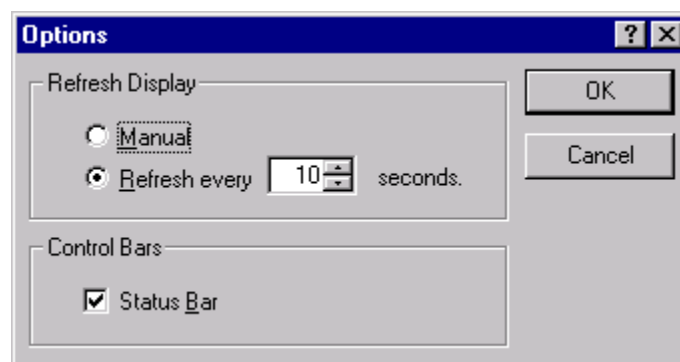 Options
Refresh Display
Manual
Refresh every 10 seconds.
Control Bars
Status Bar
OK
Cancel